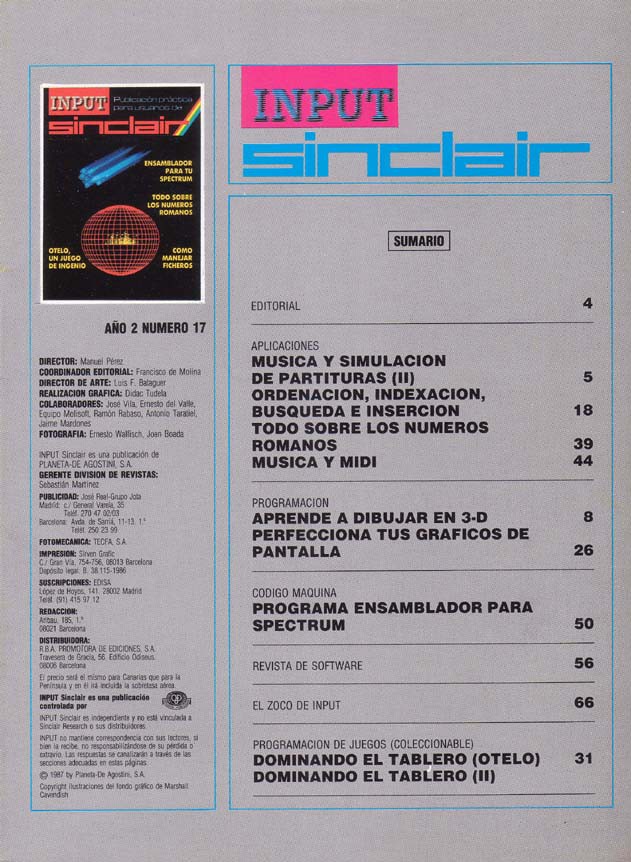 INPUT Publicación práctica
para usuarios de
sinclair
ENSAMBLADOR
PARA TU
SPECTRUM
TODO SOBRE
LOS NUMEROS
ROMANOS
OTELO,
UN JUEGO
DE INGENIO
COMO
MANEJAR
FICHEROS
AÑO 2 NUMERO 17
DIRECTOR: Manuel Pérez
COORDINADOR EDITORIAL: Francisco de Molina
DIRECTOR DE ARTE: Luis F. Balaguer
REALIZACION GRAFICA: Didac Tudela
COLABORADORES: José Vila, Ernesto del Valle,
Equipo Molisoft, Ramón Rabaso, Antonio Taratiel,
Jaime Mardones
FOTOGRAFIA: Ernesto Wallfisch, Joan Boada
INPUT Sinclair es una publicación de
PLANETA-DE AGOSTINI, S.A.
GERENTE DIVISION DE REVISTAS:
Sebastián Martínez
PUBLICIDAD: José Real-Grupo Jota
Madrid: c./ General Varela, 35
Teléf. 270 47 02/03
Barcelona: Avda. de Sarriá, 11-13, 1.°
Teléf. 250 23 99
FOTOMECANICA: TECFA, S.A.
IMPRESION: Sirven Grafic
C./ Gran Vía, 754-756, 08013 Barcelona
Depósito legal: B. 38.115-1986
SUSCRIPCIONES: EDISA
López de Hoyos, 141. 28002 Madrid
Teléf. (91) 415 97 12
REDACCION:
Aribau, 185, 1.°
08021 Barcelona
DISTRIBUIDORA:
R.B.A. PROMOTORA DE EDICIONES, S.A.
Travesera de Gracia, 56. Edificio Odiseus.
08006 Barcelona
El precio será el mismo para Canarias que para la
Península y en él irá incluida la sobretasa aérea.
INPUT Sinclair es una publicación
controlada por
INPUT Sinclair es independiente y no está vinculada a
Sinclair Research o sus distribuidores.
INPUT no mantiene correspondencia con sus lectores, si
bien la recibe, no responsabilizándose de su pérdida o
extravío. Las respuestas se canalizarán a través de las
secciones adecuadas en estas páginas.
© 1987 by Planeta-De Agostini, S.A.
Copyright ilustraciones del fondo gráfico de Marshall
Cavendish
INPUT
sinclair
SUMARIO
EDITORIAL 4
APLICACIONES
MUSICA Y SIMULACION
DE PARTITURAS (II) 5
ORDENACION, INDEXACION,
BUSQUEDA E INSERCION 18
TODO SOBRE LOS NUMEROS
ROMANOS 39
MUSICA Y MIDI 44
PROGRAMACION
APRENDE A DIBUJAR EN 3-D 8
PERFECCIONA TUS GRAFICOS DE
PANTALLA 26
CODIGO MAQUINA
PROGRAMA ENSAMBLADOR PARA
SPECTRUM 50
REVISTA DE SOFTWARE 56
EL ZOCO DE INPUT 66
PROGRAMACION DE JUEGOS (COLECCIONABLE)
DOMINANDO EL TABLERO (OTELO) 31
DOMINANDO EL TABLERO (II)